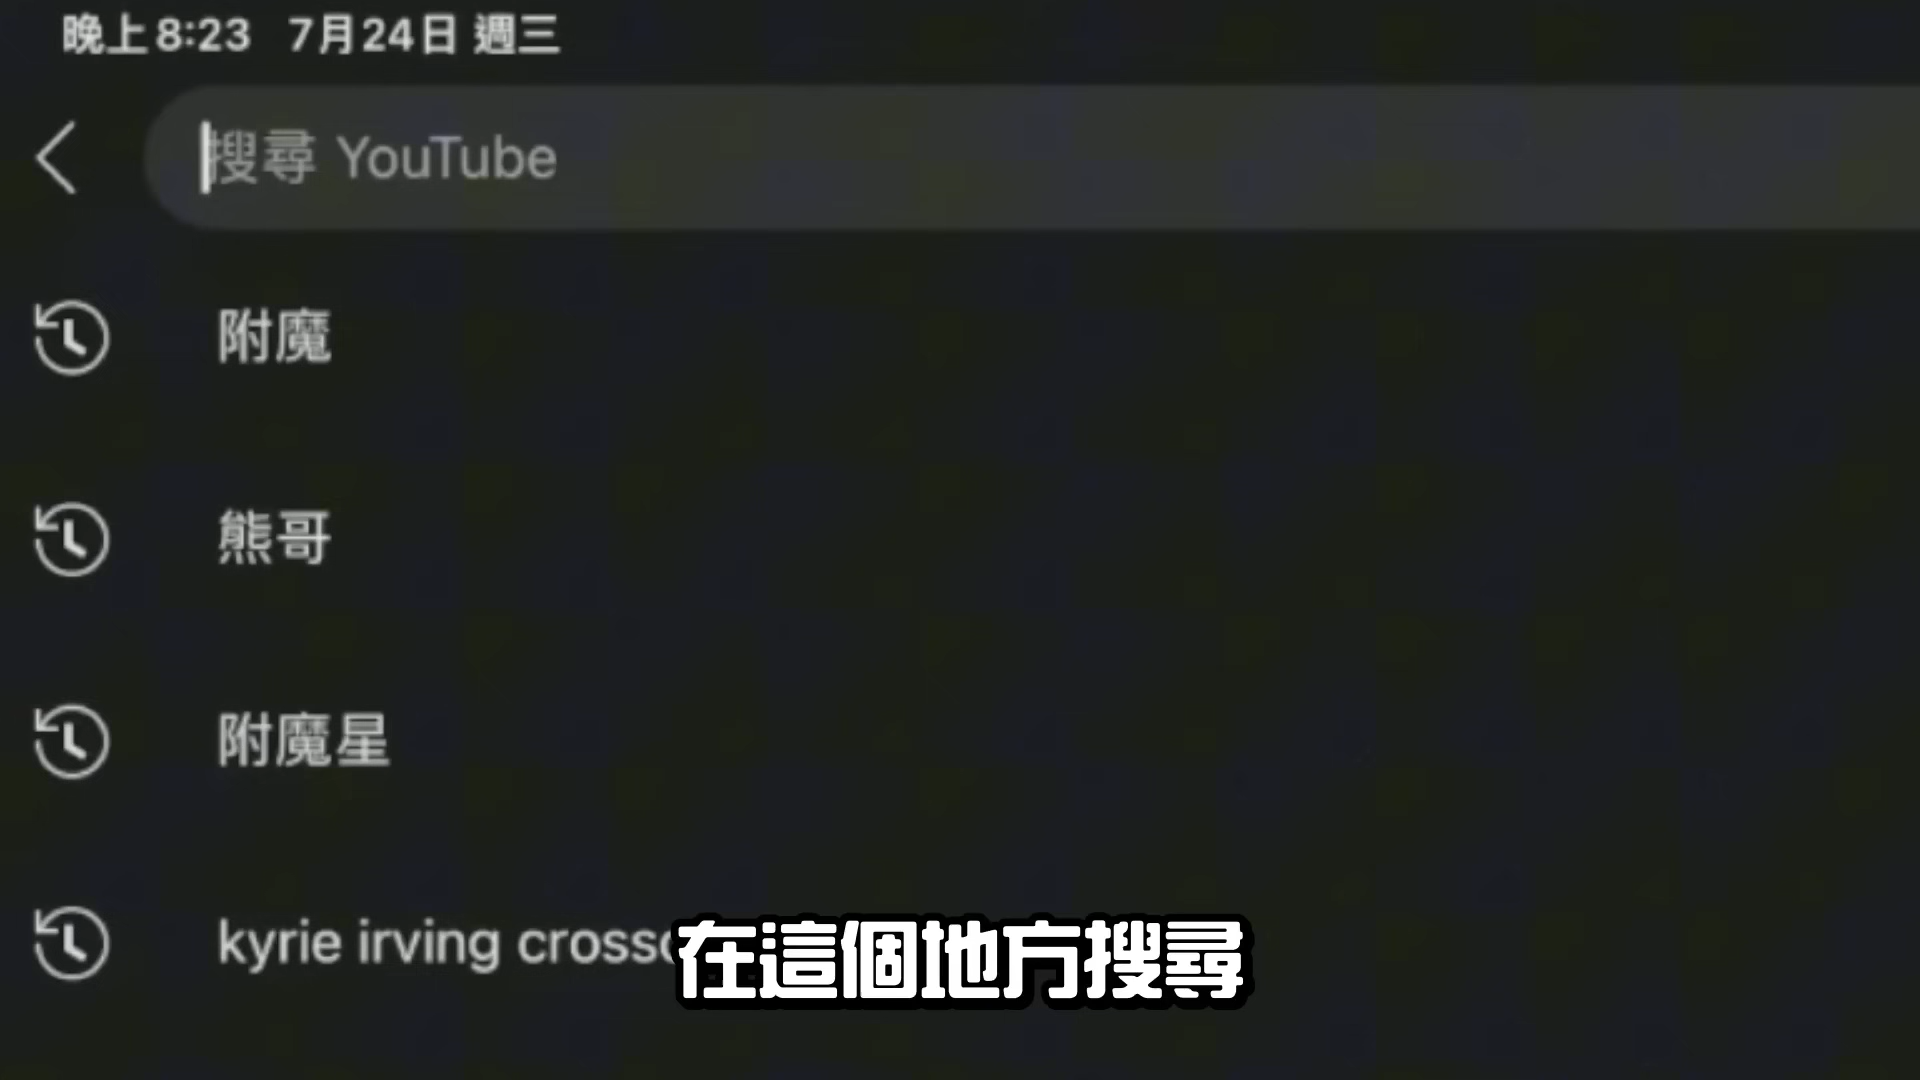 晚上8:23 7月24日 週三
搜尋 YouTube
附魔
熊哥
附魔星
kyrie irving
在這個地方搜尋